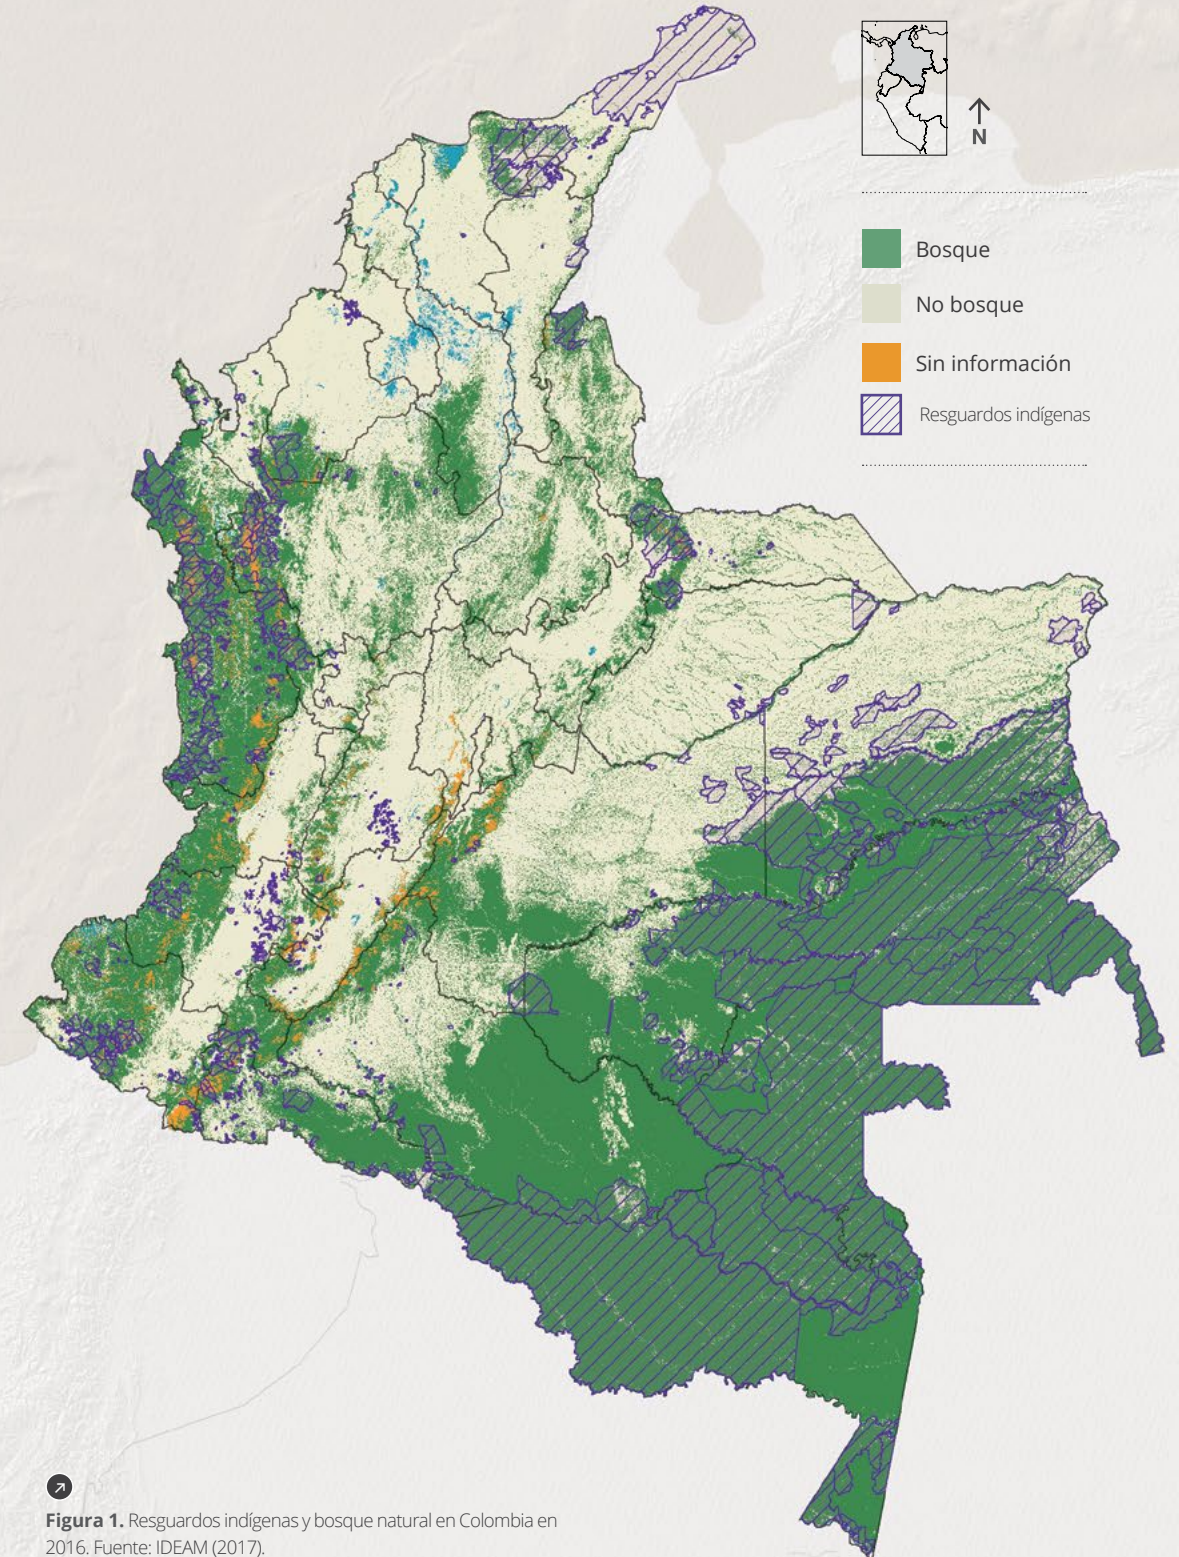 N
Bosque
No bosque
Sin información
Resguardos indígenas
Figura 1. Resguardos indígenas y bosque natural en Colombia en
2016. Fuente: IDEAM (2017).